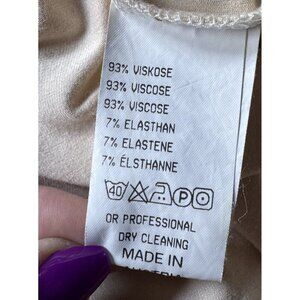 93% VISKOSE
93% VISCOSE
93% VISCOSE
7% ELASTHAN
7% ELASTENE
7% ÉLSTHANNE
40 P
OR PROFESSIONAL
DRY CLEANING
MADE IN